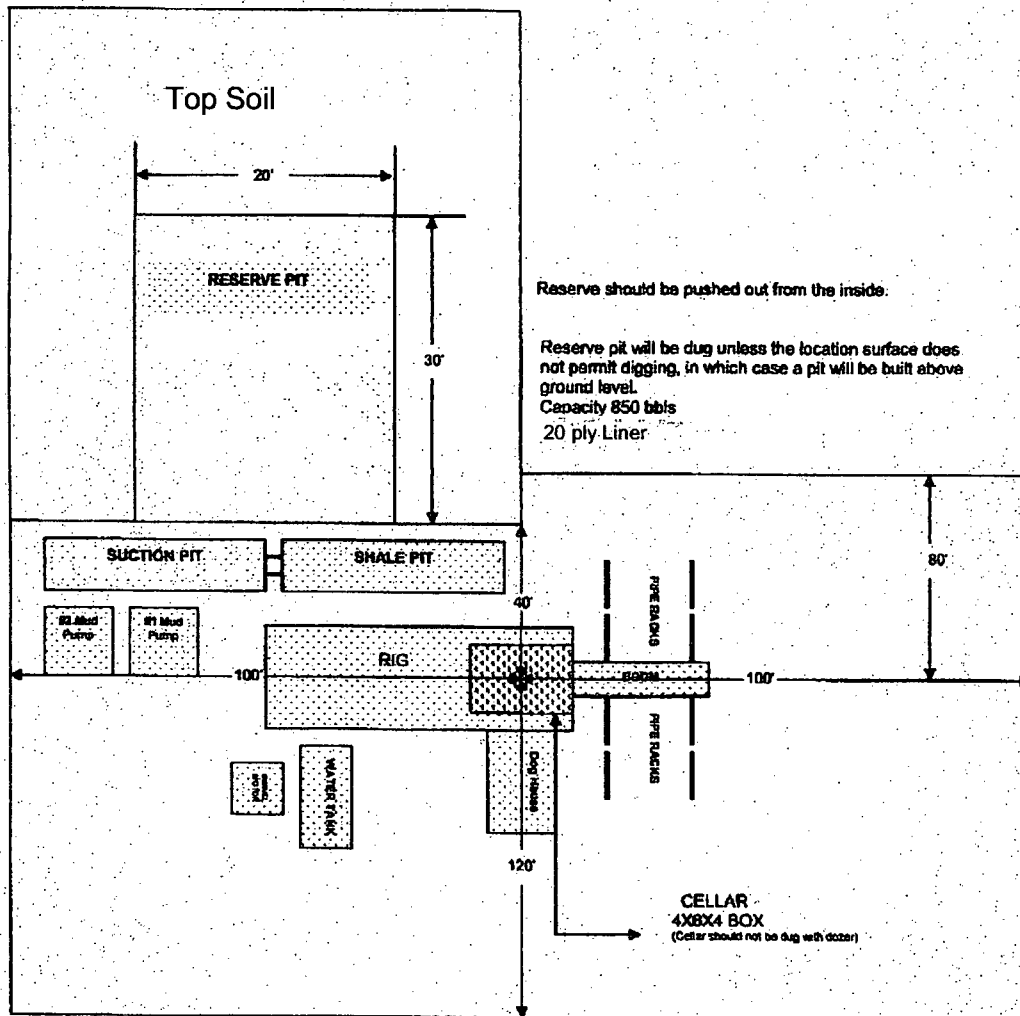 Top Soil
20'
RESERVE PIT
30'
Reserve should be pushed out from the inside.
Reserve pit will be dug unless the location surface does
not permit digging, in which case a pit will be built above
ground level.
Capacity 850 bbls
20 ply Liner
SUCTION PIT
SHALE PIT
80'
40'
PIPE RACKS
#2 Mud
Pump
#1 Mud
Pump
RIG
100'
BOOM
100'
PIPE RACKS
WATER TANK
Dog House
120'
CELLAR
4X8X4 BOX
(Cellar should not be dug with dozer)